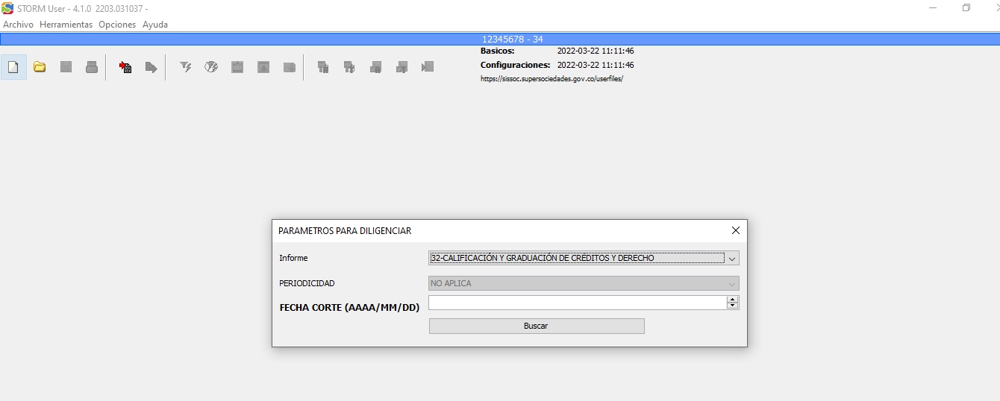 STORM User - 4.1.0 2203.031037 -
Archivo Herramientas Opciones Ayuda
12345678 - 34
Basicos: 2022-03-22 11:11:46
Configuraciones: 2022-03-22 11:11:46
https://sissoc.supersociedades.gov.co/userfiles/
PARAMETROS PARA DILIGENCIAR
Informe 32-CALIFICACIÓN Y GRADUACIÓN DE CRÉDITOS Y DERECHO
PERIODICIDAD NO APLICA
FECHA CORTE (AAAA/MM/DD)
Buscar